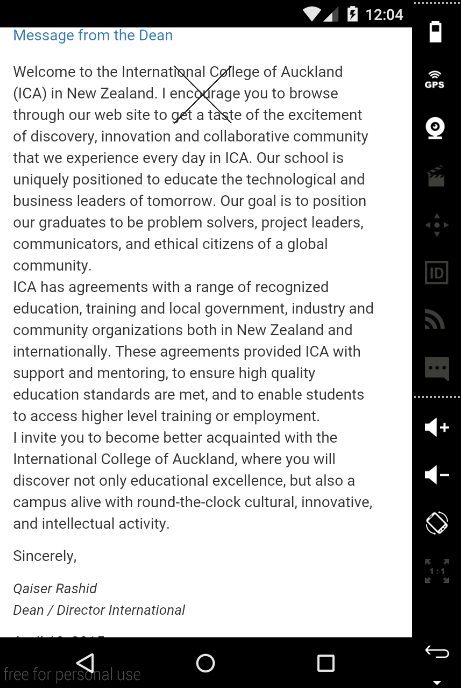 12:04
Message from the Dean
Welcome to the International College of Auckland
(ICA) in New Zealand. I encourage you to browse
through our web site to get a taste of the excitement
of discovery, innovation and collaborative community
that we experience every day in ICA. Our school is
uniquely positioned to educate the technological and
business leaders of tomorrow. Our goal is to position
our graduates to be problem solvers, project leaders,
communicators, and ethical citizens of a global
community.
ICA has agreements with a range of recognized
education, training and local government, industry and
community organizations both in New Zealand and
internationally. These agreements provided ICA with
support and mentoring, to ensure high quality
education standards are met, and to enable students
to access higher level training or employment.
I invite you to become better acquainted with the
International College of Auckland, where you will
discover not only educational excellence, but also a
campus alive with round-the-clock cultural, innovative,
and intellectual activity.
Sincerely,
Qaiser Rashid
Dean / Director International
free for personal use
GPS
ID
1:1